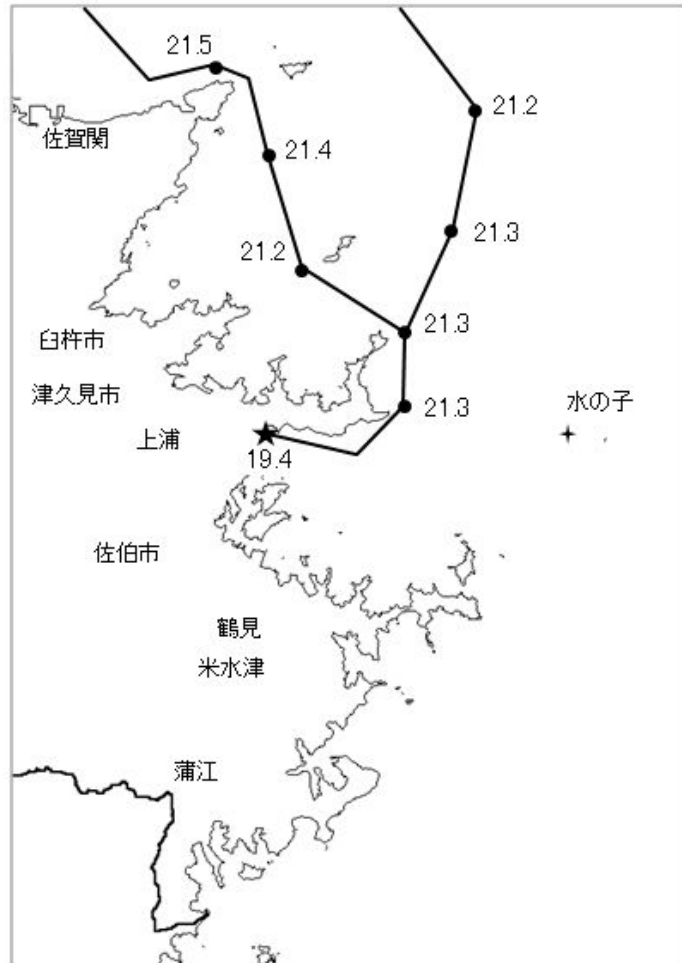 21.5
21.2
佐賀関
21.4
21.3
21.2
21.3
臼杵市
津久見市
21.3
水の子
上浦
19.4
佐伯市
鶴見
米水津
蒲江